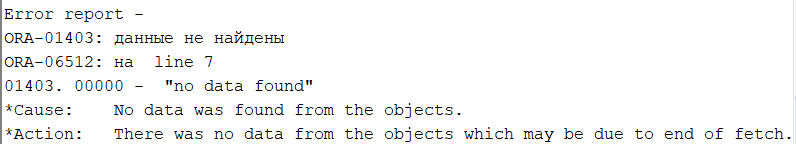 Error report -
ORA-01403: данные не найдены
ORA-06512: на  line 7
01403. 00000 -  "no data found"
*Cause:    No data was found from the objects.
*Action:   There was no data from the objects which may be due to end of fetch.